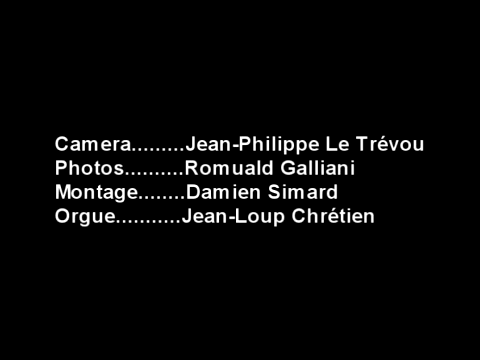 Camera.........Jean-Philippe Le Trévou
Photos..........Romuald Galliani
Montage........Damien Simard
Orgue...........Jean-Loup Chrétien